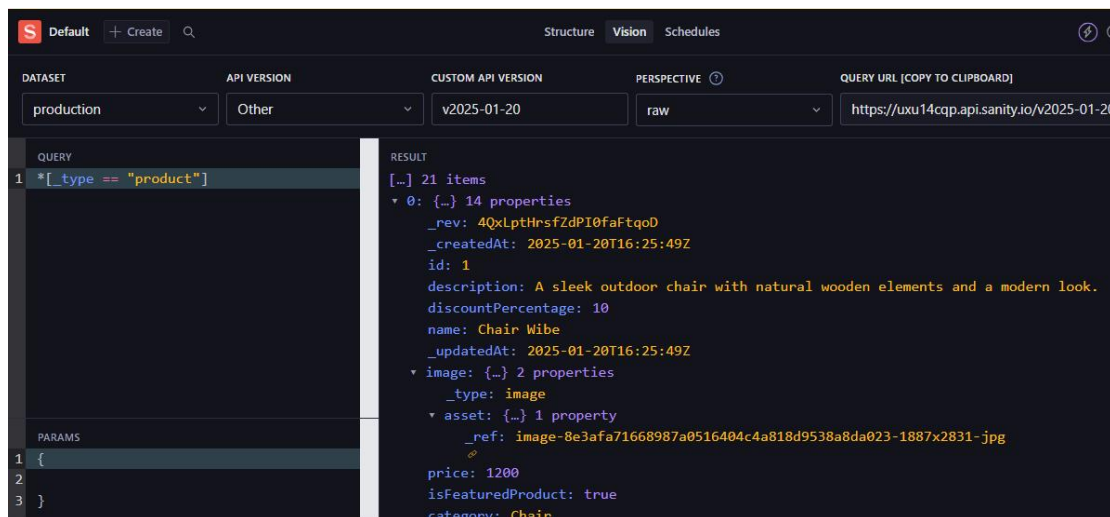 S Default + Create Structure Vision Schedules
DATASET API VERSION CUSTOM API VERSION PERSPECTIVE ? QUERY URL [COPY TO CLIPBOARD]
production Other v2025-01-20 raw https://uxu14cqp.api.sanity.io/v2025-01-20
QUERY
1 *[_type == "product"]
RESULT
[…] 21 items
0: {…} 14 properties
_rev: 4QxLptHrsfZdPI0faFtqoD
_createdAt: 2025-01-20T16:25:49Z
id: 1
description: A sleek outdoor chair with natural wooden elements and a modern look.
discountPercentage: 10
name: Chair Wibe
_updatedAt: 2025-01-20T16:25:49Z
image: {…} 2 properties
_type: image
asset: {…} 1 property
_ref: image-8e3afa71668987a0516404c4a818d9538a8da023-1887x2831-jpg
price: 1200
isFeaturedProduct: true
category: Chair
PARAMS
1 {
2
3 }